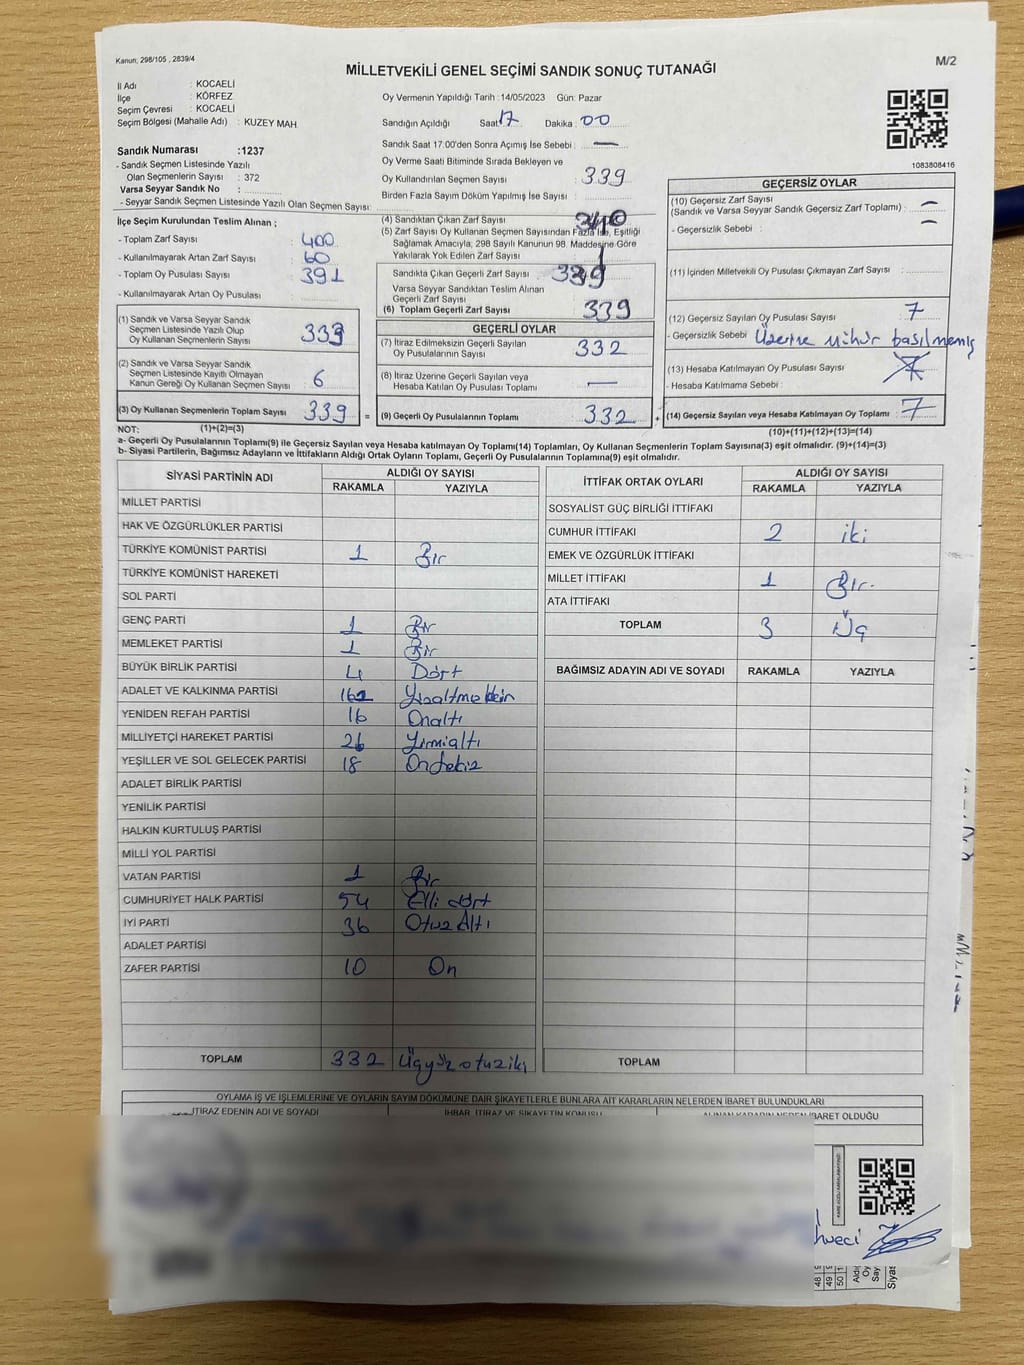 Kanun, 298/105 , 2839/4
M/2
MİLLETVEKİLİ GENEL SEÇİMİ SANDIK SONUÇ TUTANAĞI
İl Adı : KOCAELİ
İlçe : KÖRFEZ
Seçim Çevresi : KOCAELİ
Seçim Bölgesi (Mahalle Adı) : KUZEY MAH
Sandık Numarası :1237
- Sandık Seçmen Listesinde Yazılı
Olan Seçmenlerin Sayısı : 372
Varsa Seyyar Sandık No :
- Seyyar Sandık Seçmen Listesinde Yazılı Olan Seçmen Sayısı:
Oy Vermenin Yapıldığı Tarih :14/05/2023 Gün: Pazar
Sandığın Açıldığı Saat 17 Dakika : 00
Sandık Saat 17:00'den Sonra Açımış İse Sebebi : —
Oy Verme Saati Bitiminde Sırada Bekleyen ve
Oy Kullandırılan Seçmen Sayısı : 339
Birden Fazla Sayım Döküm Yapılmış İse Sayısı :
1083808416
İlçe Seçim Kurulundan Teslim Alınan ;
- Toplam Zarf Sayısı : 400
- Kullanılmayarak Artan Zarf Sayısı : 60
- Toplam Oy Pusulası Sayısı : 391
- Kullanılmayarak Artan Oy Pusulası :
(4) Sandıktan Çıkan Zarf Sayısı : 340
(5) Zarf Sayısı Oy Kullanan Seçmen Sayısından Fazla İse, Eşitliği
Sağlamak Amacıyla; 298 Sayılı Kanunun 98. Maddesine Göre
Yakılarak Yok Edilen Zarf Sayısı : 1
Sandıkta Çıkan Geçerli Zarf Sayısı : 339
Varsa Seyyar Sandıktan Teslim Alınan
Geçerli Zarf Sayısı
(6) Toplam Geçerli Zarf Sayısı : 339
GEÇERSİZ OYLAR
(10) Geçersiz Zarf Sayısı
(Sandık ve Varsa Seyyar Sandık Geçersiz Zarf Toplamı) : —
- Geçersizlik Sebebi : —
(11) İçinden Milletvekili Oy Pusulası Çıkmayan Zarf Sayısı :
(12) Geçersiz Sayılan Oy Pusulası Sayısı : 7
- Geçersizlik Sebebi Üzerine mühür basılmemiş
(13) Hesaba Katılmayan Oy Pusulası Sayısı :
- Hesaba Katılmama Sebebi :
(14) Geçersiz Sayılan veya Hesaba Katılmayan Oy Toplamı : 7
(10)+(11)+(12)+(13)=(14)
(1) Sandık ve Varsa Seyyar Sandık
Seçmen Listesinde Yazılı Olup
Oy Kullanan Seçmenlerin Sayısı : 333
(2) Sandık ve Varsa Seyyar Sandık
Seçmen Listesinde Kayıtlı Olmayan
Kanun Gereği Oy Kullanan Seçmen Sayısı : 6
(3) Oy Kullanan Seçmenlerin Toplam Sayısı : 339 =
GEÇERLİ OYLAR
(7) İtiraz Edilmeksizin Geçerli Sayılan
Oy Pusulalarının Sayısı : 332
(8) İtiraz Üzerine Geçerli Sayılan veya
Hesaba Katılan Oy Pusulası Toplamı : —
(9) Geçerli Oy Pusulalarının Toplamı : 332 +
NOT: (1)+(2)=(3)
a- Geçerli Oy Pusulalarının Toplamı(9) ile Geçersiz Sayılan veya Hesaba katılmayan Oy Toplamı(14) Toplamları, Oy Kullanan Seçmenlerin Toplam Sayısına(3) eşit olmalıdır. (9)+(14)=(3)
b- Siyasi Partilerin, Bağımsız Adayların ve İttifakların Aldığı Ortak Oyların Toplamı, Geçerli Oy Pusulalarının Toplamına(9) eşit olmalıdır.
SİYASİ PARTİNİN ADI ALDIĞI OY SAYISI
RAKAMLA YAZIYLA
MİLLET PARTİSİ
HAK VE ÖZGÜRLÜKLER PARTİSİ
TÜRKİYE KOMÜNİST PARTİSİ 1 Bir
TÜRKİYE KOMÜNİST HAREKETİ
SOL PARTİ
GENÇ PARTİ 1 Bir
MEMLEKET PARTİSİ 1 Bir
BÜYÜK BİRLİK PARTİSİ 4 Dört
ADALET VE KALKINMA PARTİSİ 162
YENİDEN REFAH PARTİSİ 16 Onaltı
MİLLİYETÇİ HAREKET PARTİSİ 26 Yirmialtı
YEŞİLLER VE SOL GELECEK PARTİSİ 18 Onsekiz
ADALET BİRLİK PARTİSİ
YENİLİK PARTİSİ
HALKIN KURTULUŞ PARTİSİ
MİLLİ YOL PARTİSİ
VATAN PARTİSİ 1 Bir
CUMHURİYET HALK PARTİSİ 54 Elli dört
İYİ PARTİ 36 Otuz Altı
ADALET PARTİSİ
ZAFER PARTİSİ 10 On
TOPLAM 332 Üçyüz otuziki
İTTİFAK ORTAK OYLARI ALDIĞI OY SAYISI
RAKAMLA YAZIYLA
SOSYALİST GÜÇ BİRLİĞİ İTTİFAKI
CUMHUR İTTİFAKI 2 iki
EMEK VE ÖZGÜRLÜK İTTİFAKI
MİLLET İTTİFAKI 1 Bir.
ATA İTTİFAKI
TOPLAM 3 Üç
BAĞIMSIZ ADAYIN ADI VE SOYADI RAKAMLA YAZIYLA
TOPLAM
OYLAMA İŞ VE İŞLEMLERİNE VE OYLARIN SAYIM DÖKÜMÜNE DAİR ŞİKAYETLERLE BUNLARA AİT KARARLARIN NELERDEN İBARET BULUNDUKLARI
İTİRAZ EDENİN ADI VE SOYADI İHBAR, İTİRAZ VE ŞİKAYETİN KONUSU ALINAN KARARIN NEDEN İBARET OLDUĞU
hveci
48
49
50
Aldığı
Oy
Say
Siyas